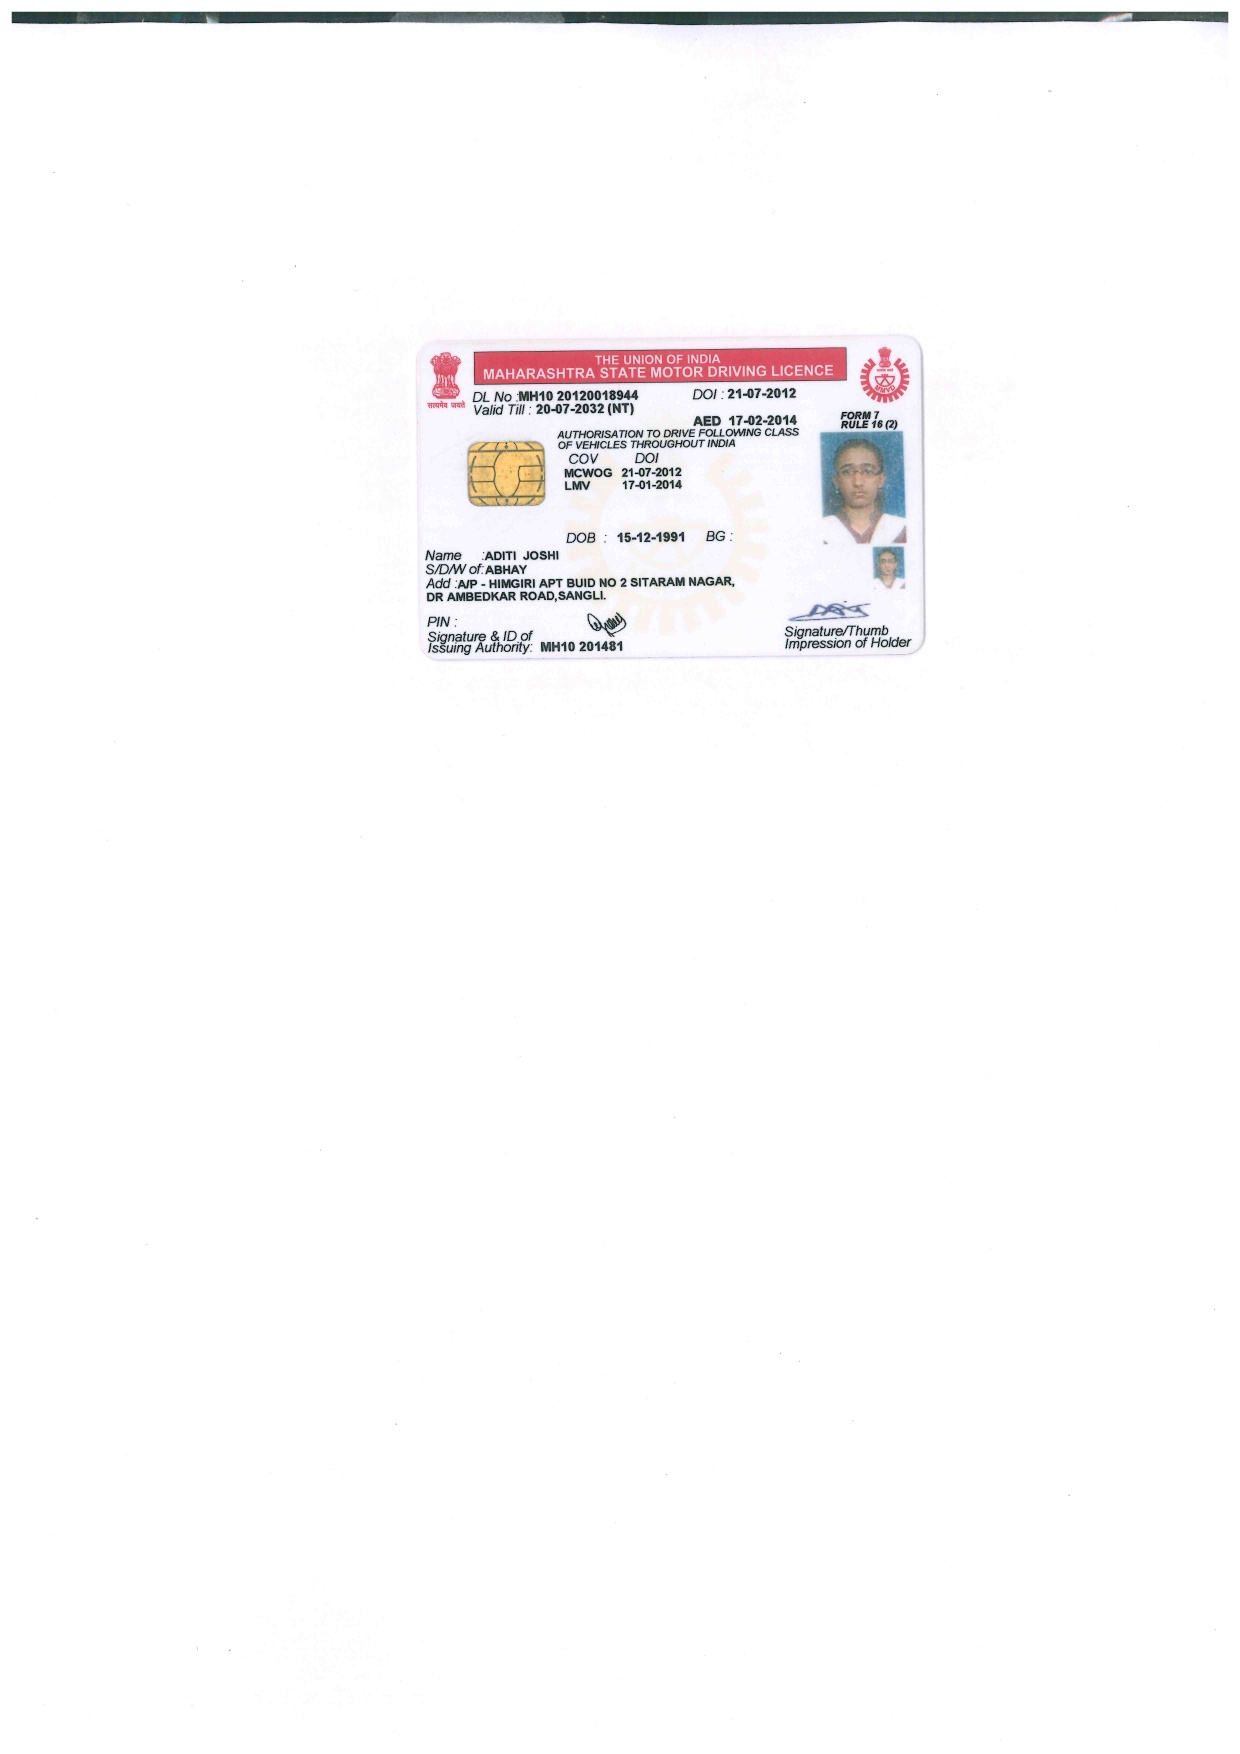 THE UNION OF INDIA
MAHARASHTRA STATE MOTOR DRIVING LICENCE
सत्यमेव जयते
DL No :MH10 20120018944 DOI : 21-07-2012
Valid Till : 20-07-2032 (NT)
AED 17-02-2014
FORM 7
RULE 16 (2)
AUTHORISATION TO DRIVE FOLLOWING CLASS
OF VEHICLES THROUGHOUT INDIA
COV DOI
MCWOG 21-07-2012
LMV 17-01-2014
DOB : 15-12-1991 BG :
Name :ADITI JOSHI
S/D/W of:ABHAY
Add :A/P - HIMGIRI APT BUID NO 2 SITARAM NAGAR,
DR AMBEDKAR ROAD,SANGLI.
PIN :
Signature & ID of
Issuing Authority: MH10 201481
Signature/Thumb
Impression of Holder
MMVD